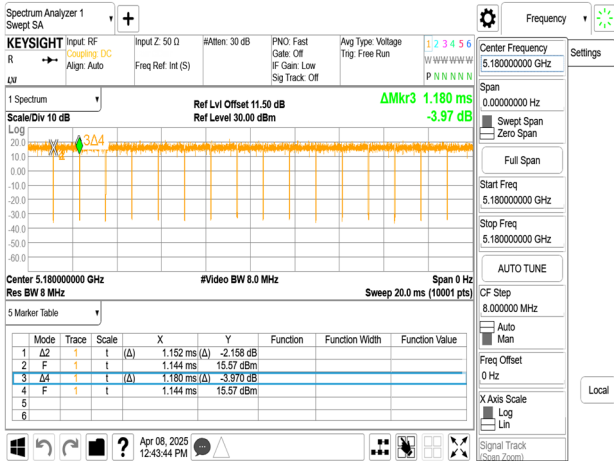 Spectrum Analyzer 1
Swept SA
+
Frequency
KEYSIGHT
R
LXI
Input: RF
Coupling: DC
Align: Auto
Input Z: 50 Ω
Freq Ref: Int (S)
#Atten: 30 dB
PNO: Fast
Gate: Off
IF Gain: Low
Sig Track: Off
Avg Type: Voltage
Trig: Free Run
1 2 3 4 5 6
W W W W W W
P N N N N N
1 Spectrum
Scale/Div 10 dB
Ref Lvl Offset 11.50 dB
Ref Level 30.00 dBm
ΔMkr3 1.180 ms
-3.97 dB
Log
20.0
10.0
0.00
-10.0
-20.0
-30.0
-40.0
-50.0
-60.0
X
3Δ4
Center 5.180000000 GHz
Res BW 8 MHz
#Video BW 8.0 MHz
Span 0 Hz
Sweep 20.0 ms (10001 pts)
5 Marker Table
Mode Trace Scale X Y Function Function Width Function Value
1 Δ2 1 t (Δ) 1.152 ms (Δ) -2.158 dB
2 F 1 t 1.144 ms 15.57 dBm
3 Δ4 1 t (Δ) 1.180 ms (Δ) -3.970 dB
4 F 1 t 1.144 ms 15.57 dBm
5
6
?
Apr 08, 2025
12:43:44 PM
Center Frequency
5.180000000 GHz
Span
0.00000000 Hz
Swept Span
Zero Span
Full Span
Start Freq
5.180000000 GHz
Stop Freq
5.180000000 GHz
AUTO TUNE
CF Step
8.000000 MHz
Auto
Man
Freq Offset
0 Hz
X Axis Scale
Log
Lin
Signal Track
(Span Zoom)
Settings
Local